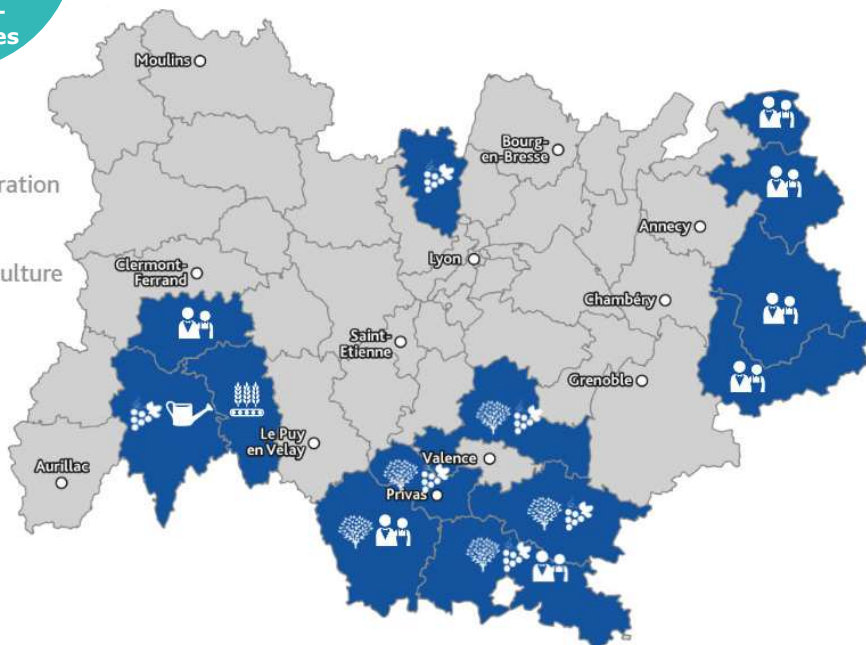 -
es
Moulins
Bourg-
en-Bresse
ration
Annecy
Lyon
ulture
Clermont-
Ferrand
Chambéry
Saint-
Etienne
Grenoble
Le Puy
en Velay
Valence
Aurillac
Privas